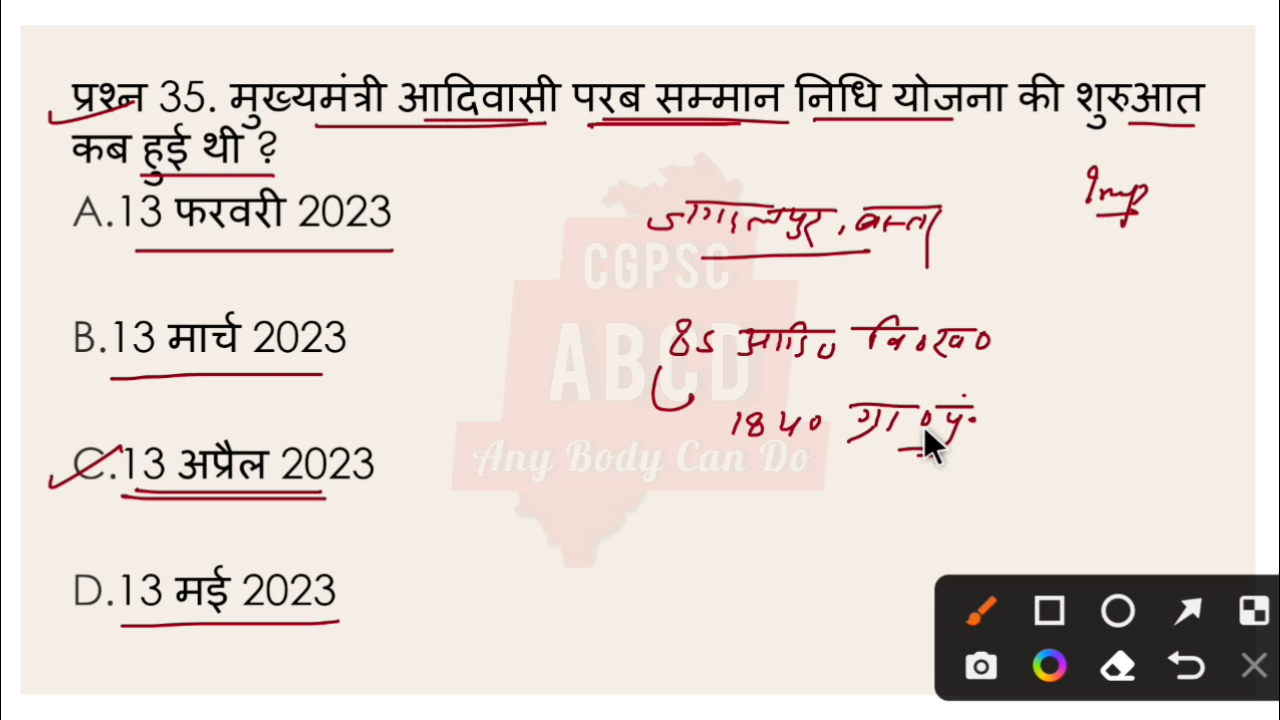 प्रश्न 35. मुख्यमंत्री आदिवासी परब सम्मान निधि योजना की शुरुआत
कब हुई थी ?
A.13 फरवरी 2023
B.13 मार्च 2023
C.13 अप्रैल 2023
D.13 मई 2023
Imp
जगदलपुर, बस्तर
85 आदि० वि०ख०
1840 ग्रा०पं०
CGPSC
ABCD
Any Body Can Do